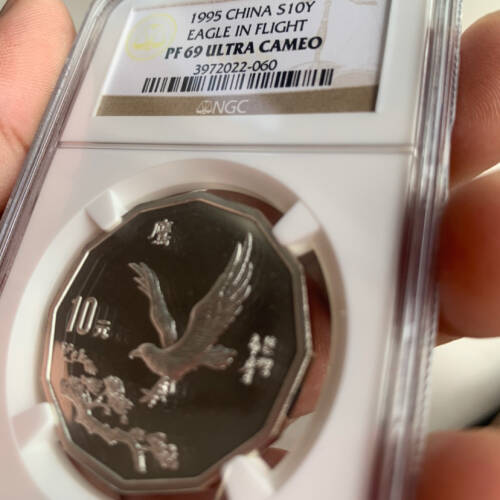 1995 CHINA S10Y
EAGLE IN FLIGHT
PF 69 ULTRA CAMEO
3972022-060
NGC
鹰
10元